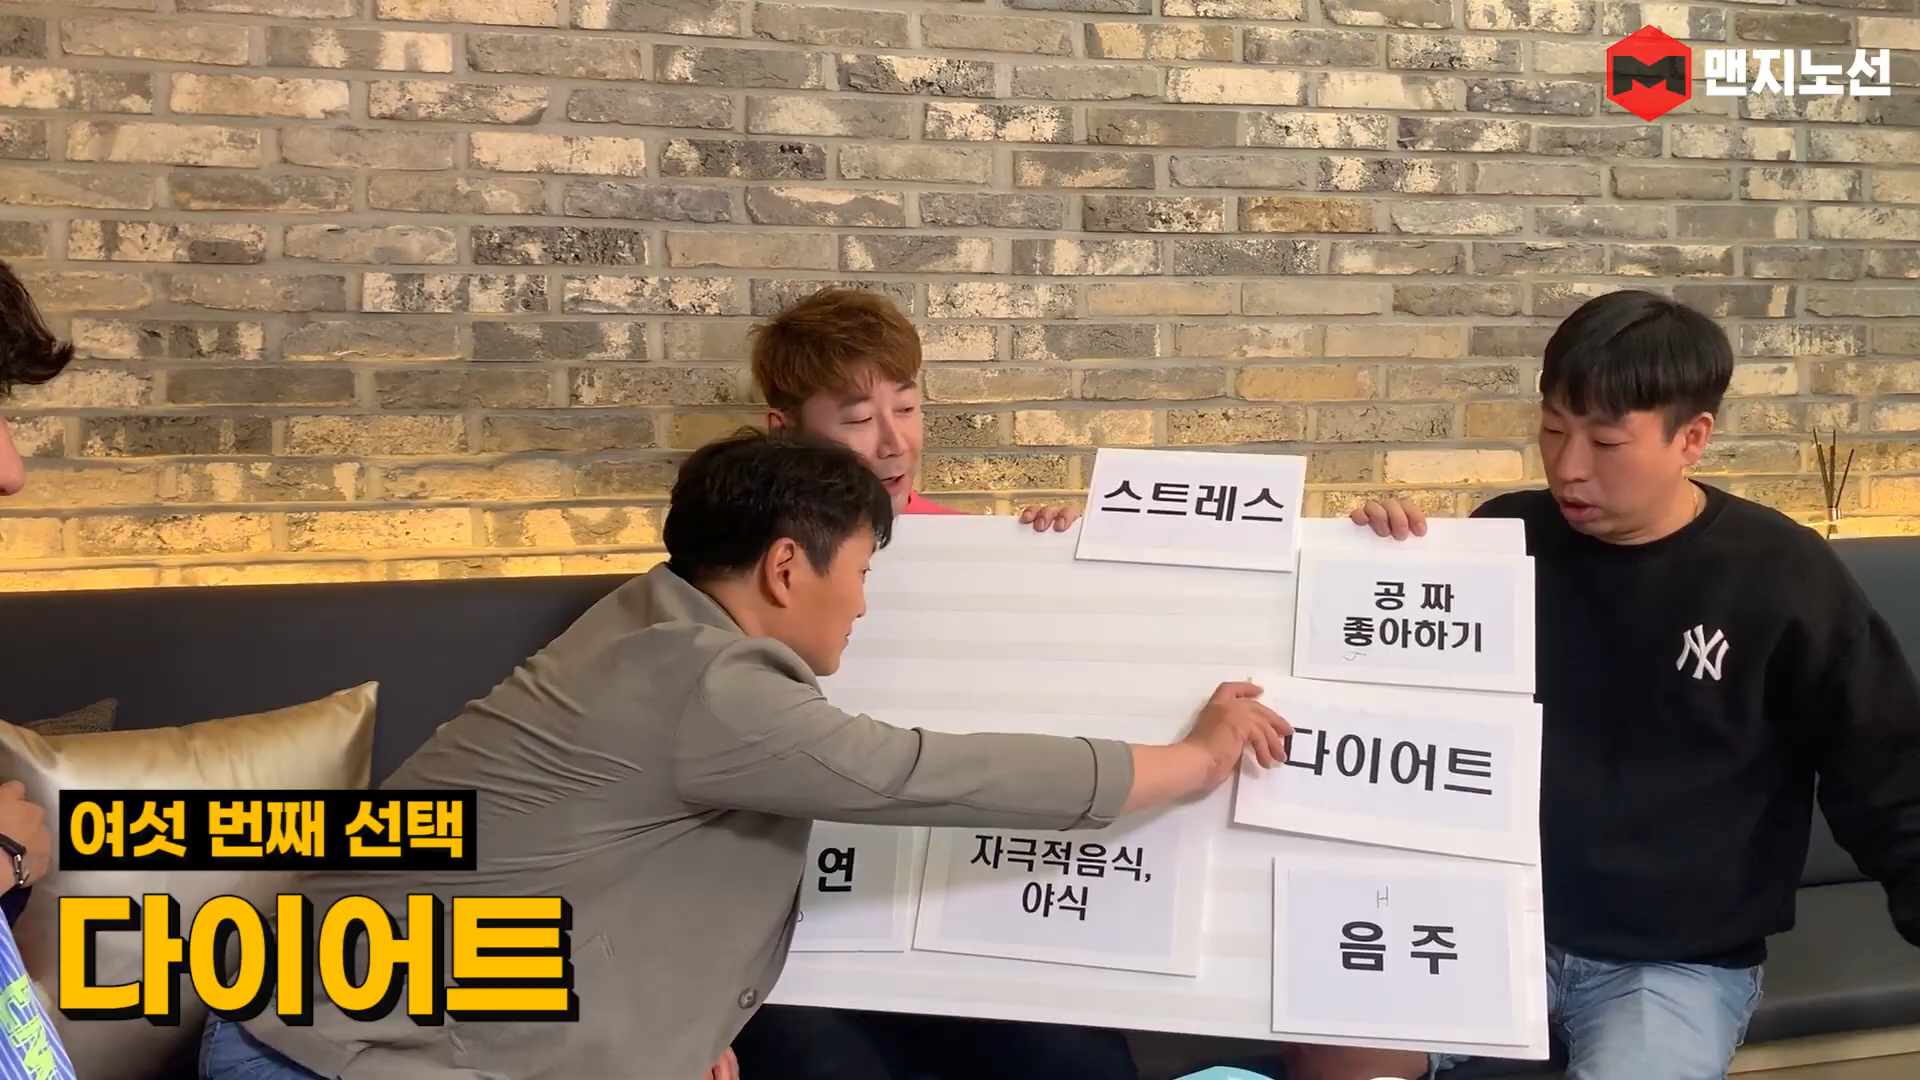 맨지노선
스트레스
공 짜
좋아하기
다이어트
연
자극적음식,
야식
H
음 주
여섯 번째 선택
다이어트